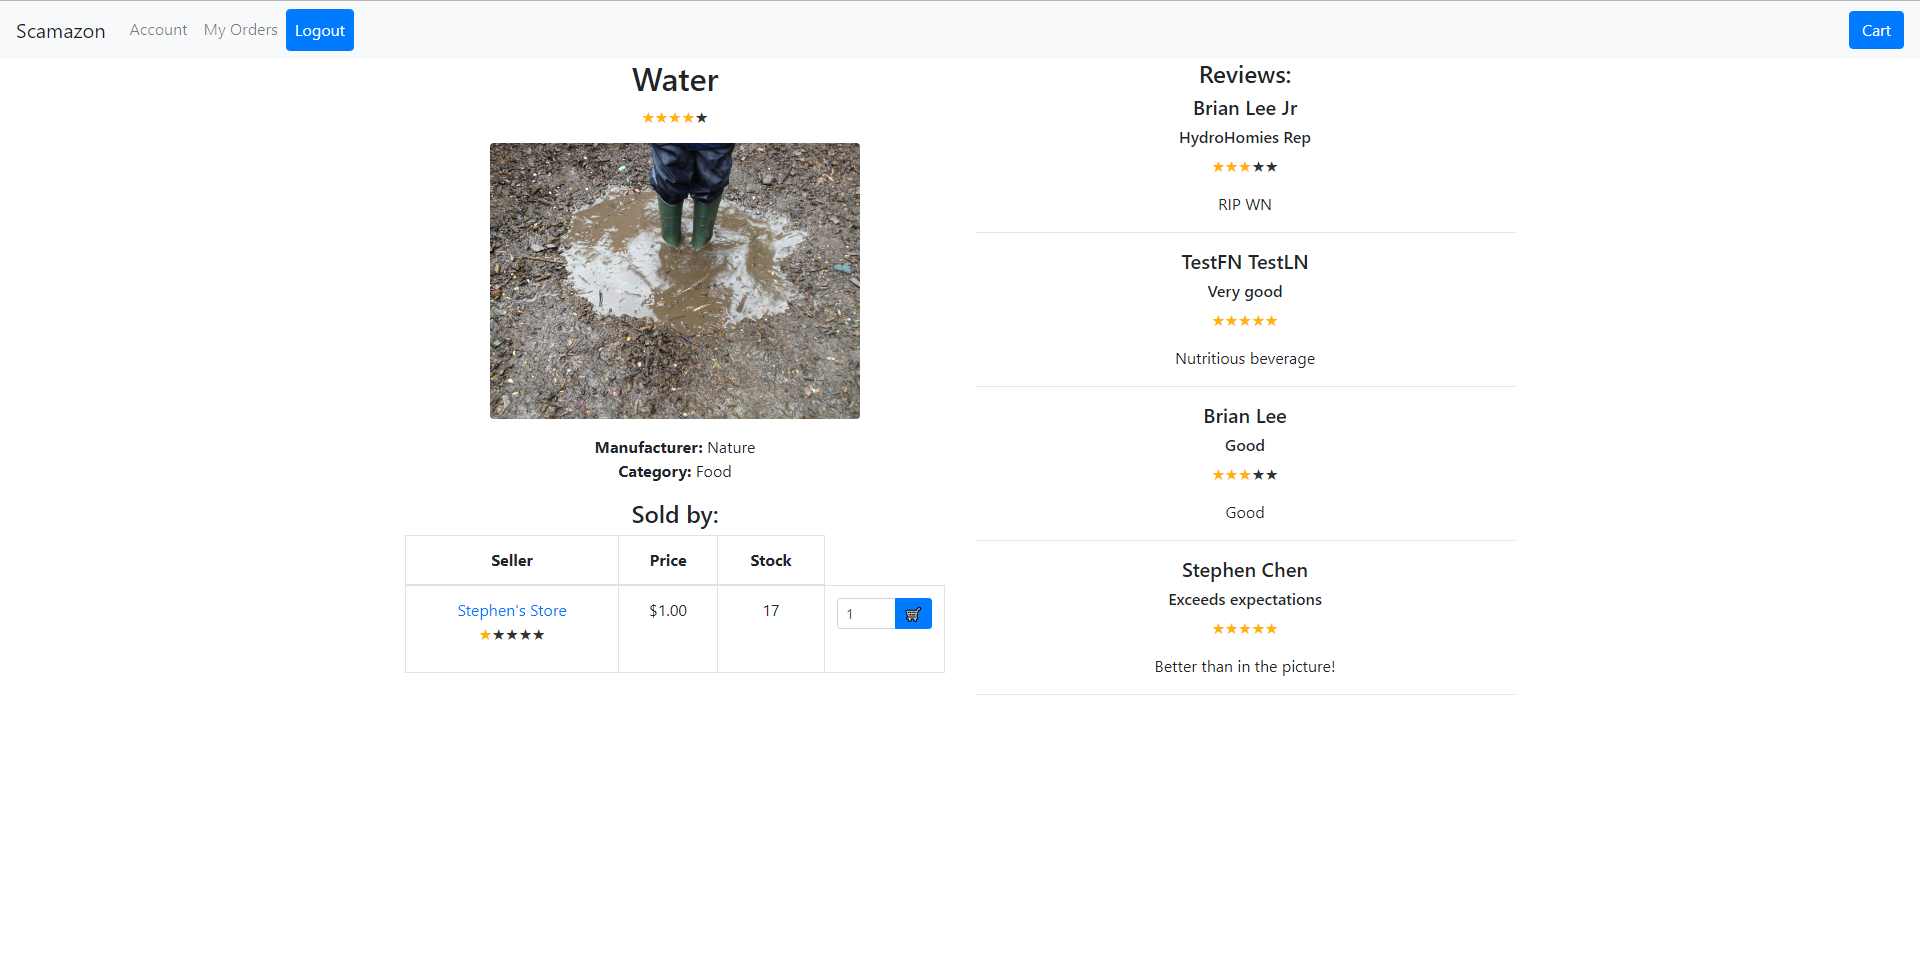 Scamazon Account My Orders Logout Cart
Water
★★★★★
Manufacturer: Nature
Category: Food
Sold by:
Seller Price Stock
Stephen's Store $1.00 17 1
★★★★★
Reviews:
Brian Lee Jr
HydroHomies Rep
★★★★★
RIP WN
TestFN TestLN
Very good
★★★★★
Nutritious beverage
Brian Lee
Good
★★★★★
Good
Stephen Chen
Exceeds expectations
★★★★★
Better than in the picture!